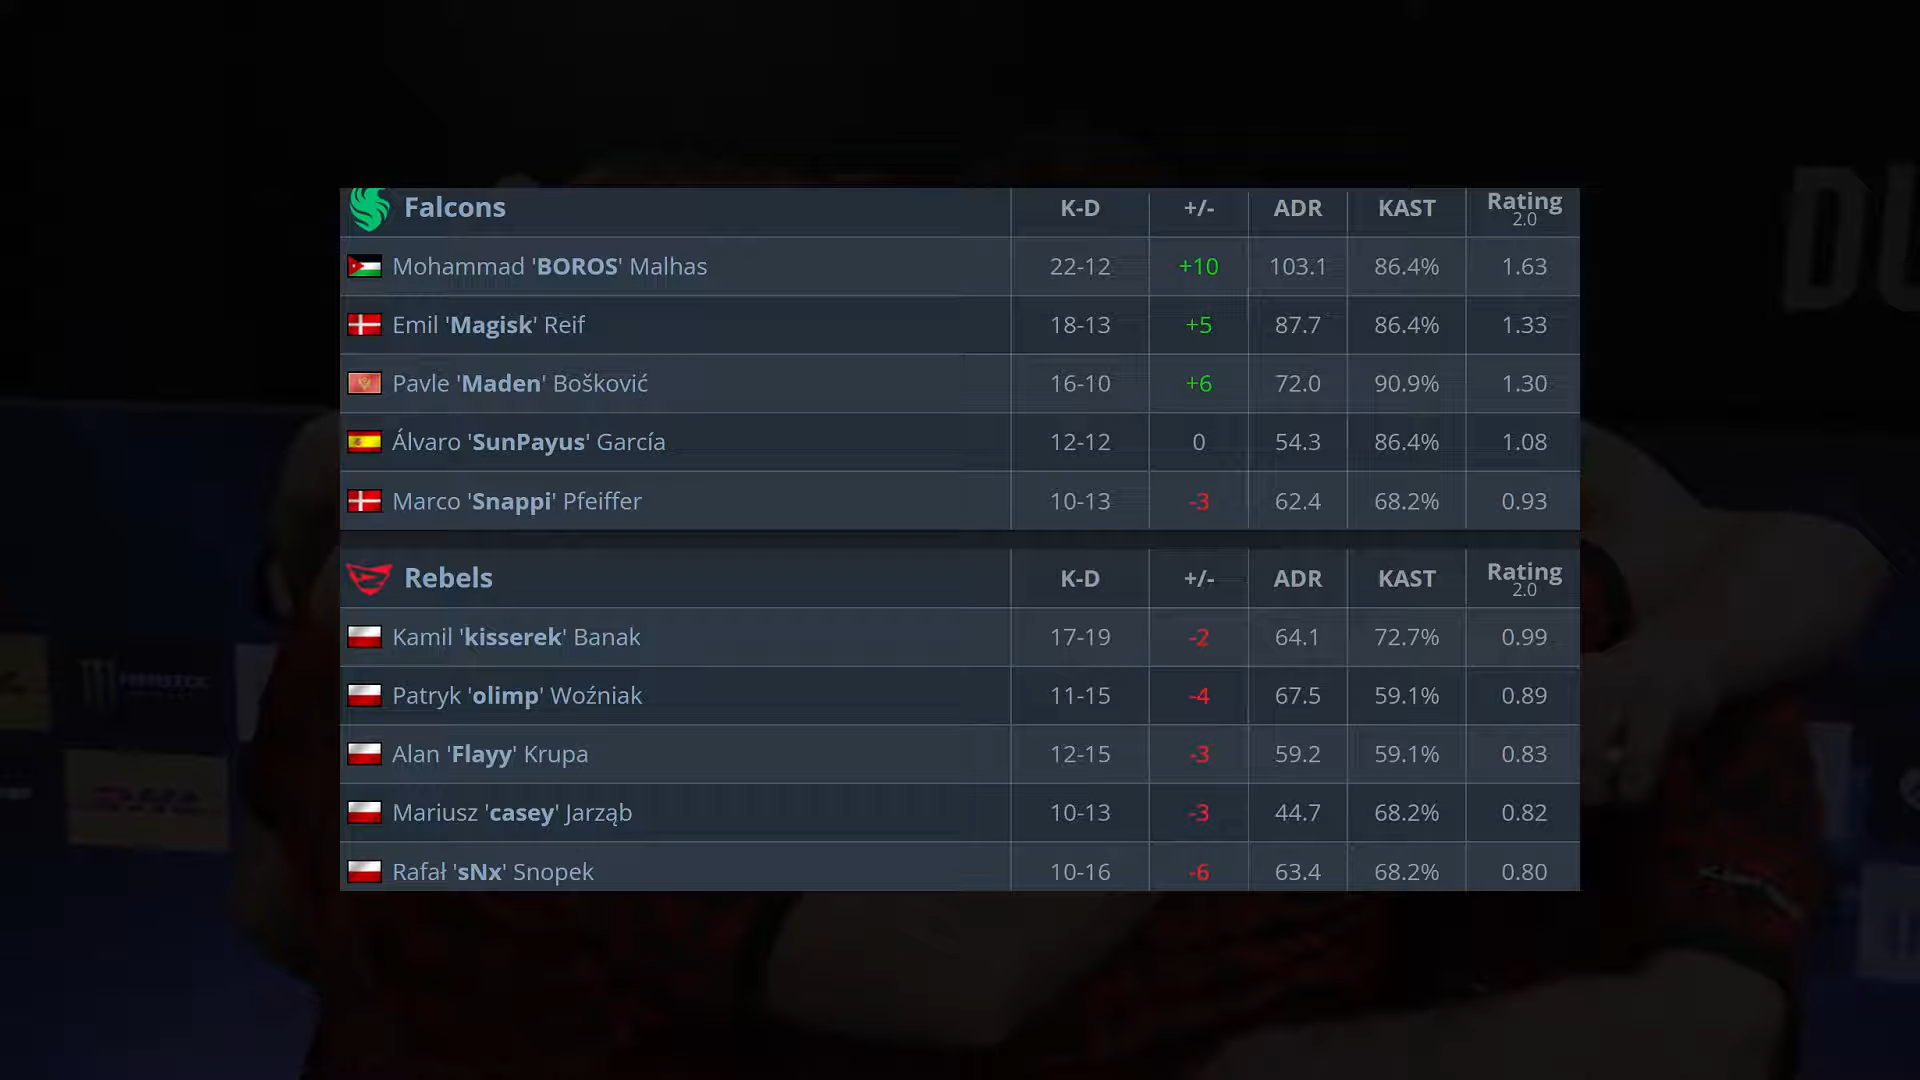 Falcons K-D +/- ADR KAST Rating 2.0
Mohammad 'BOROS' Malhas 22-12 +10 103.1 86.4% 1.63
Emil 'Magisk' Reif 18-13 +5 87.7 86.4% 1.33
Pavle 'Maden' Bošković 16-10 +6 72.0 90.9% 1.30
Álvaro 'SunPayus' García 12-12 0 54.3 86.4% 1.08
Marco 'Snappi' Pfeiffer 10-13 -3 62.4 68.2% 0.93
Rebels K-D +/- ADR KAST Rating 2.0
Kamil 'kisserek' Banak 17-19 -2 64.1 72.7% 0.99
Patryk 'olimp' Woźniak 11-15 -4 67.5 59.1% 0.89
Alan 'Flayy' Krupa 12-15 -3 59.2 59.1% 0.83
Mariusz 'casey' Jarząb 10-13 -3 44.7 68.2% 0.82
Rafał 'sNx' Snopek 10-16 -6 63.4 68.2% 0.80